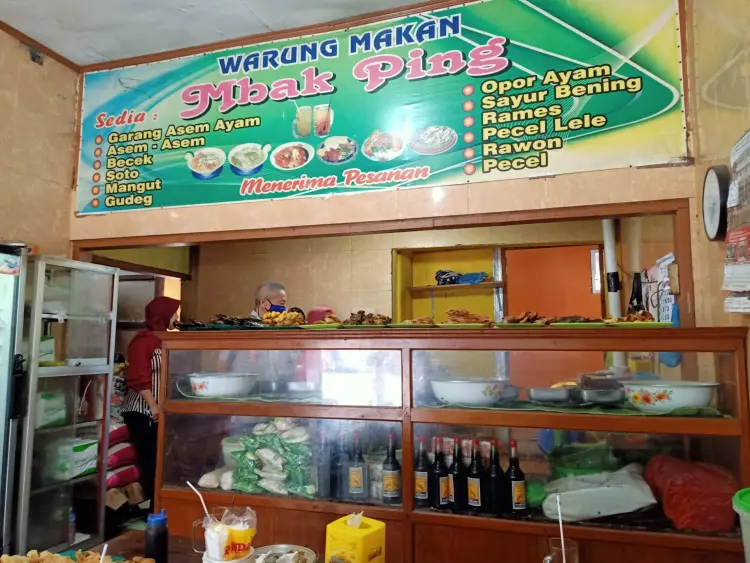 WARUNG MAKAN
Mbak Ping
Sedia :
Garang Asem Ayam
Asem - Asem
Becek
Soto
Mangut
Gudeg
Menerima Pesanan
Opor Ayam
Sayur Bening
Rames
Pecel Lele
Rawon
Pecel